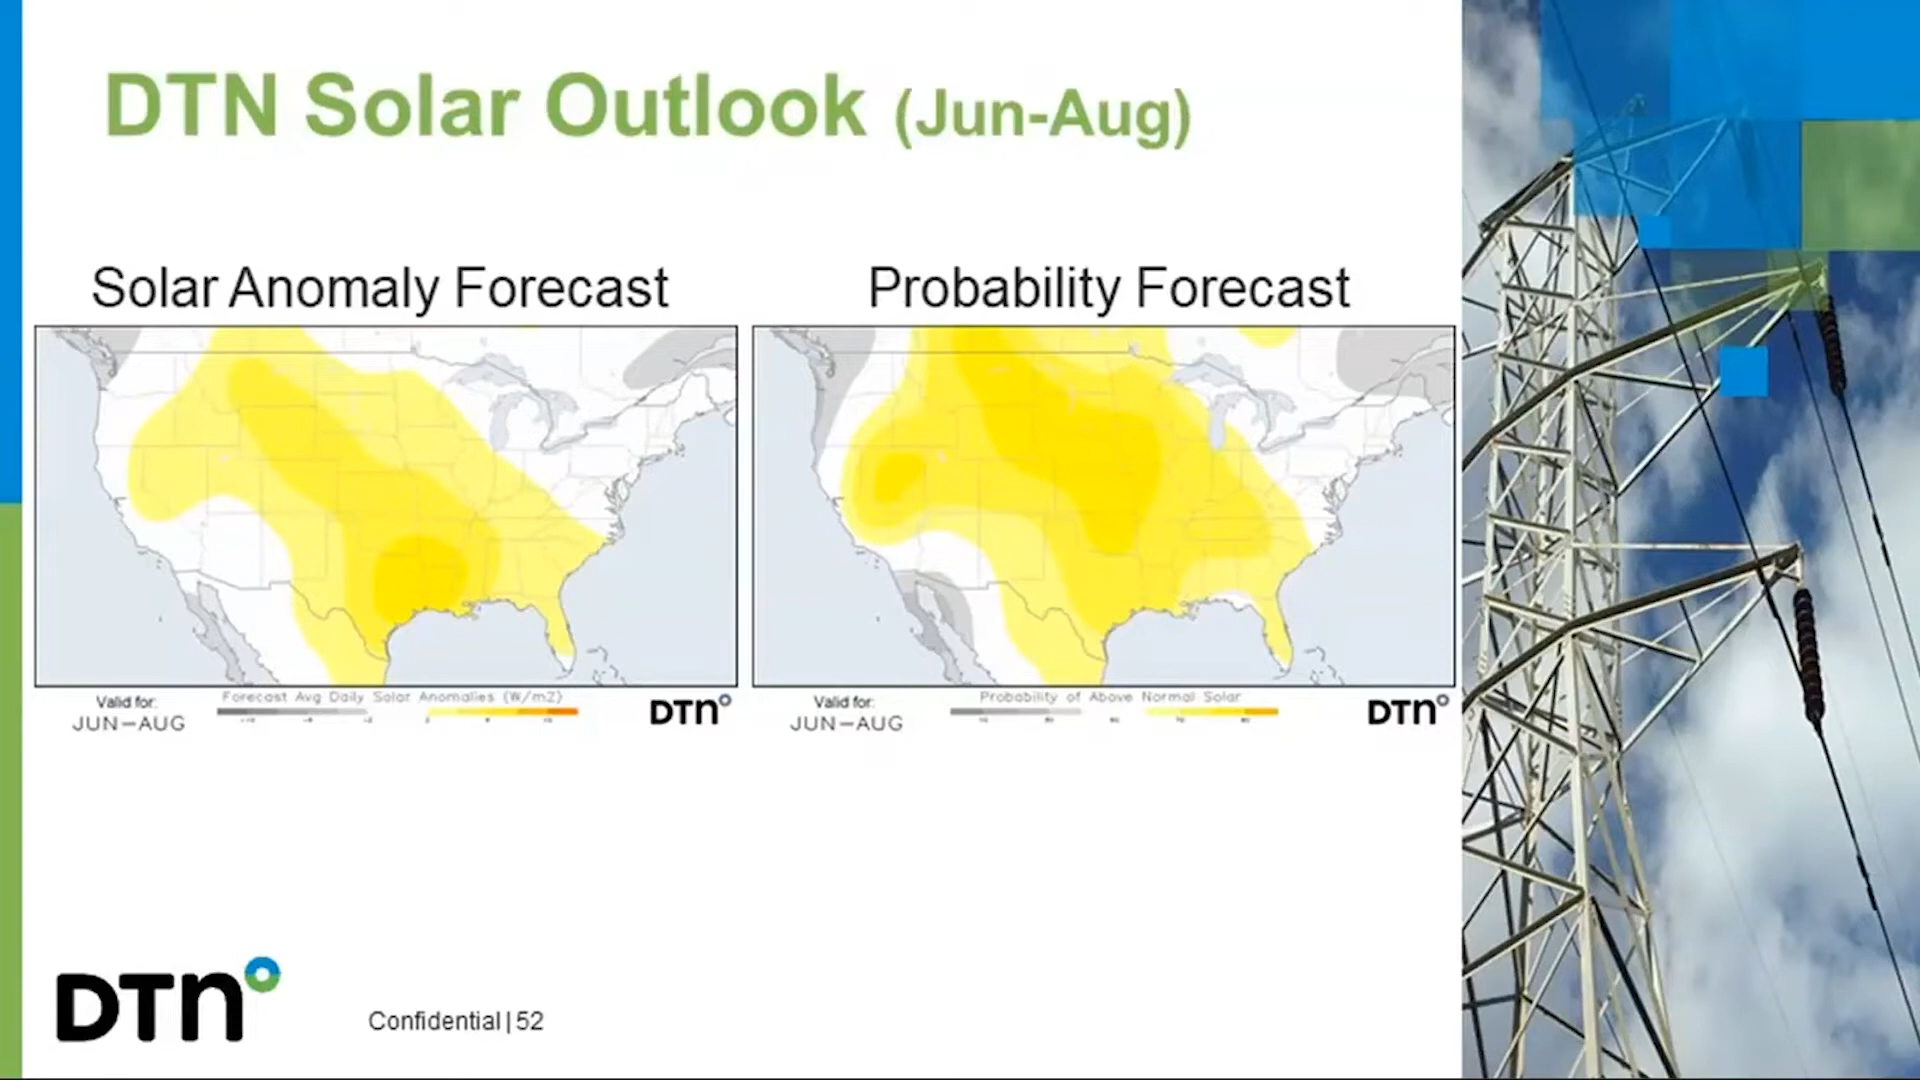 DTN Solar Outlook (Jun-Aug)
Solar Anomaly Forecast
Probability Forecast
Valid for:
JUN–AUG
Forecast Avg Daily Solar Anomalies (W/m2)
DTN
Valid for:
JUN–AUG
Probability of Above Normal Solar
DTN
DTN
Confidential | 52